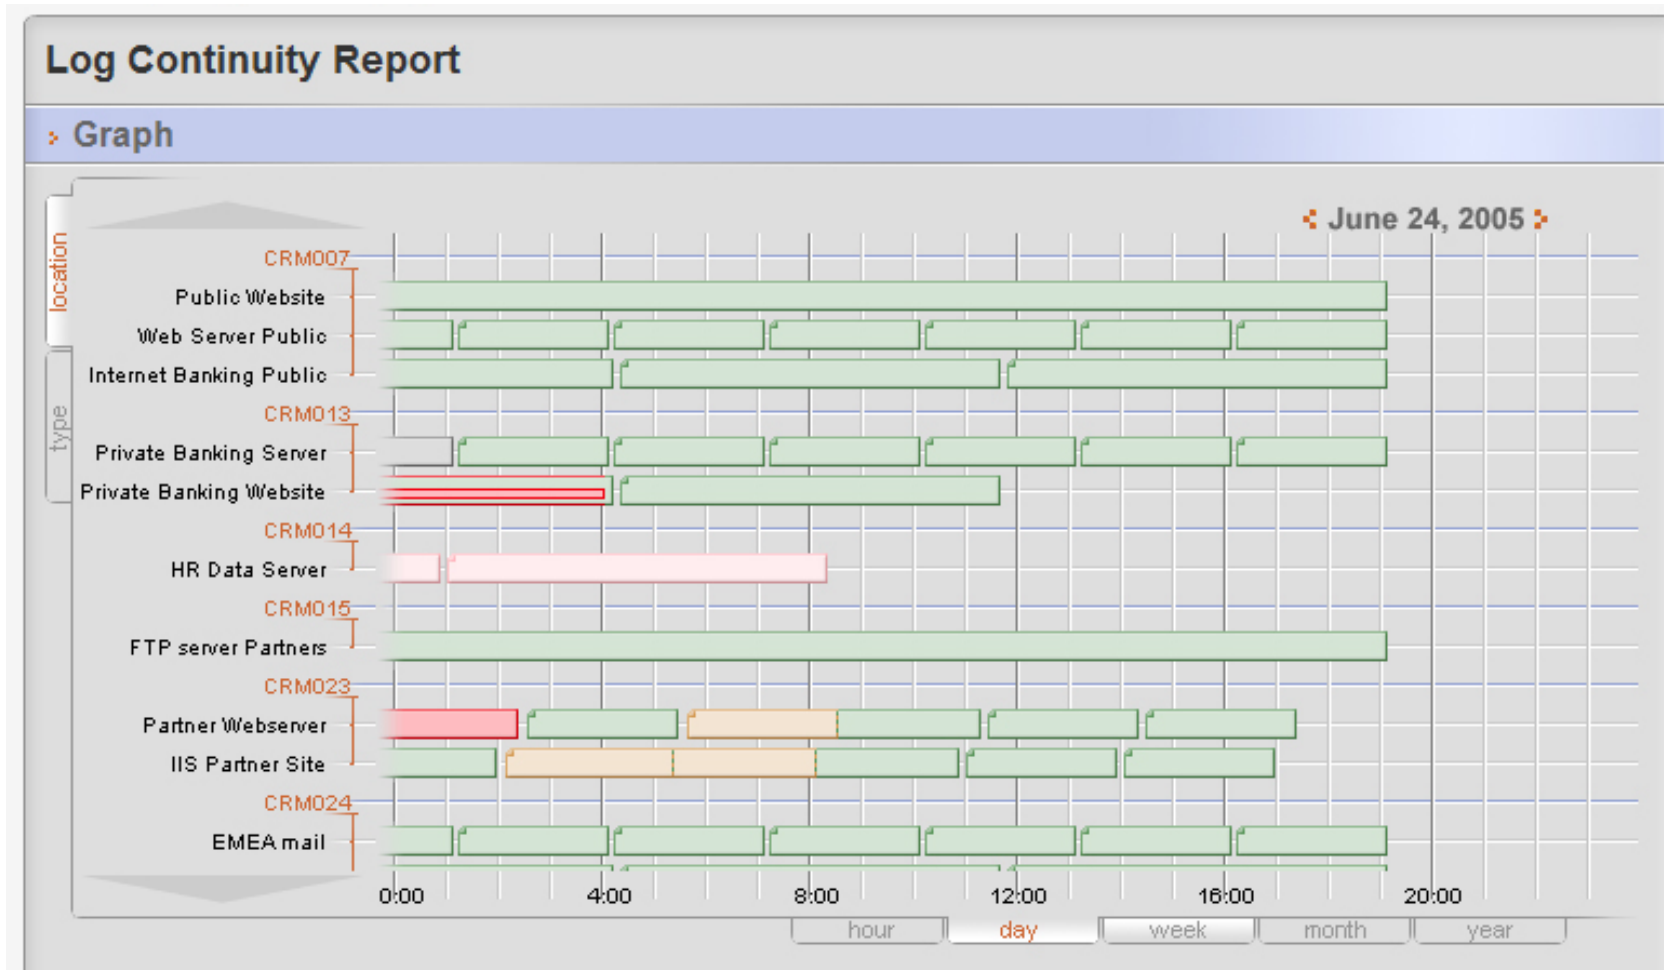 Log Continuity Report
Graph
June 24, 2005
location
type
CRM007
Public Website
Web Server Public
Internet Banking Public
CRM013
Private Banking Server
Private Banking Website
CRM014
HR Data Server
CRM015
FTP server Partners
CRM023
Partner Webserver
IIS Partner Site
CRM024
EMEA mail
0:00 4:00 8:00 12:00 16:00 20:00
hour day week month year